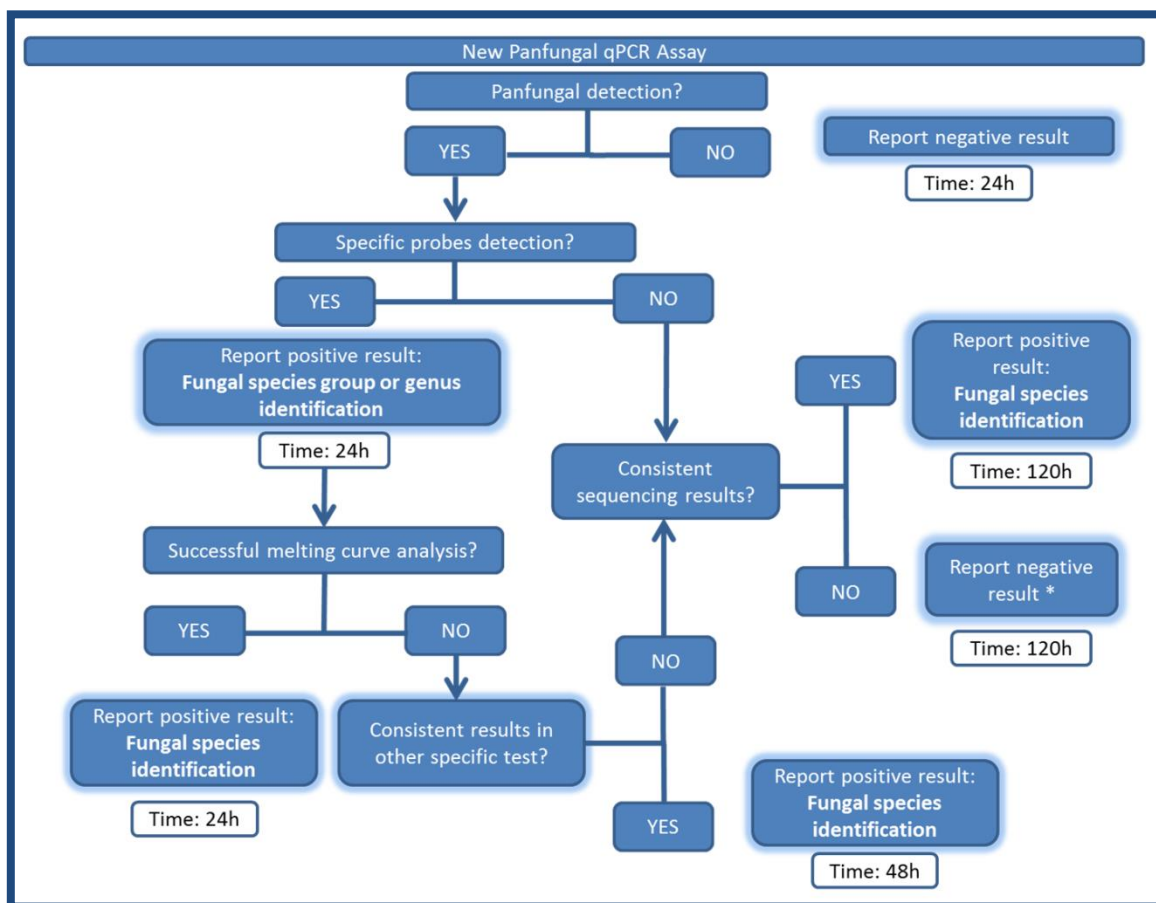 New Panfungal qPCR Assay
Panfungal detection?
YES
NO
Report negative result
Time: 24h
Specific probes detection?
YES
NO
Report positive result:
Fungal species group or genus
identification
Time: 24h
Consistent
sequencing results?
YES
Report positive
result:
Fungal species
identification
Time: 120h
NO
Report negative
result *
Time: 120h
Successful melting curve analysis?
YES
NO
Report positive result:
Fungal species
identification
Time: 24h
Consistent results in
other specific test?
NO
YES
Report positive result:
Fungal species
identification
Time: 48h